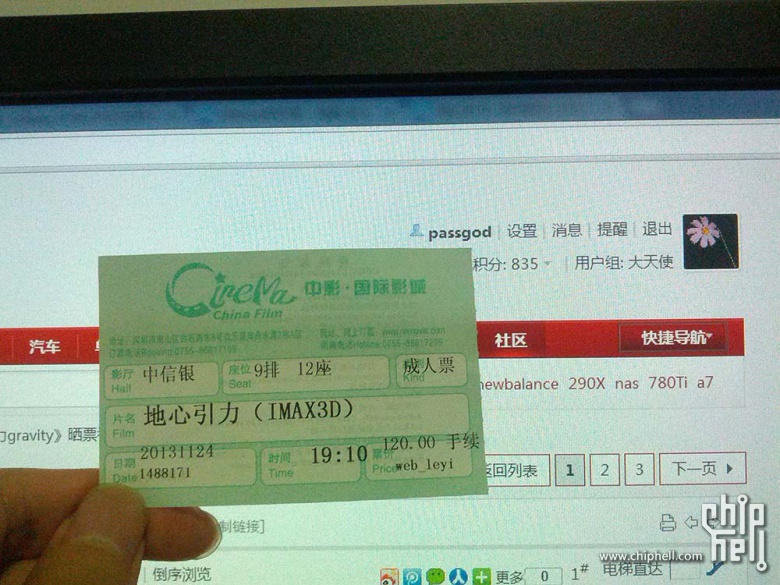 passgod 设置 消息 提醒 退出
积分: 835 用户组: 大天使
CineMa 中影·国际影城
China Film
汽车 社区 快捷导航
影厅 中信银 座位 9排 12座 成人票
Hall Seat Kind
newbalance 290X nas 780Ti a7
片名 地心引力 (IMAX3D)
Film
gravity》晒票
日期 20131124 时间 19:10 票价 120.00 手续
Date 1488171 Time Price web_leyi
返回列表 1 2 3 下一页
制链接]
chip hell
www.chiphell.com
倒序浏览 更多 0 1# 电梯直达